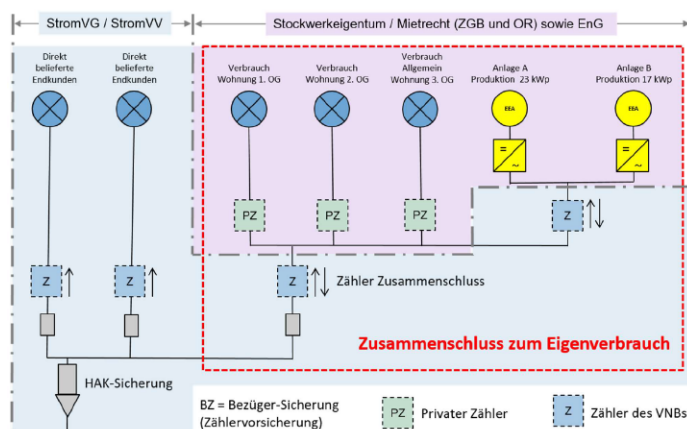 StromVG / StromVV
Stockwerkeigentum / Mietrecht (ZGB und OR) sowie EnG
Direkt
belieferte
Endkunden
Direkt
belieferte
Endkunden
Verbrauch
Wohnung 1. OG
Verbrauch
Wohnung 2. OG
Verbrauch
Allgemein
Wohnung 3. OG
Anlage A
Produktion 23 kWp
Anlage B
Produktion 17 kWp
EEA
EEA
=
~
=
~
PZ
PZ
PZ
Z
Z
Z
Z
Zähler Zusammenschluss
Zusammenschluss zum Eigenverbrauch
HAK-Sicherung
BZ = Bezüger-Sicherung
(Zählervorsicherung)
PZ
Privater Zähler
Z
Zähler des VNBs